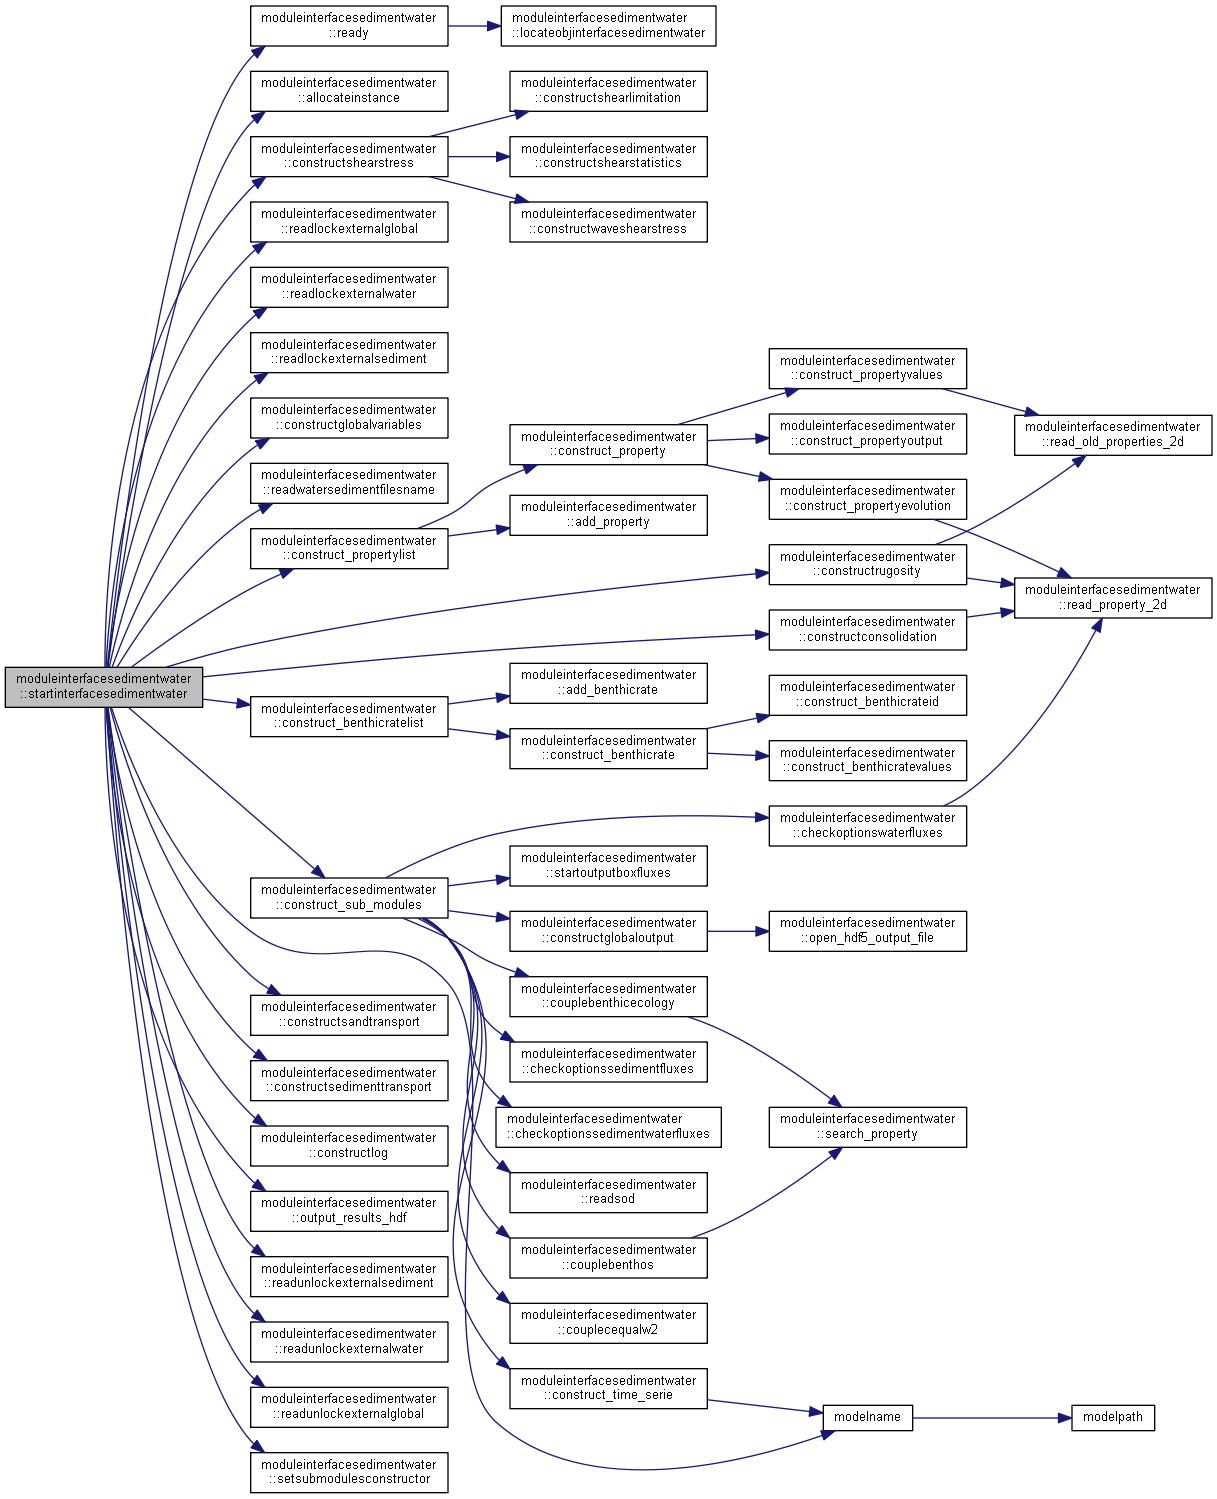 moduleinterfacesedimentwater
::startinterfacesedimentwater
moduleinterfacesedimentwater
::ready
moduleinterfacesedimentwater
::locateobjinterfacesedimentwater
moduleinterfacesedimentwater
::allocateinstance
moduleinterfacesedimentwater
::constructshearstress
moduleinterfacesedimentwater
::constructshearlimitation
moduleinterfacesedimentwater
::constructshearstatistics
moduleinterfacesedimentwater
::constructwaveshearstress
moduleinterfacesedimentwater
::readlockexternalglobal
moduleinterfacesedimentwater
::readlockexternalwater
moduleinterfacesedimentwater
::readlockexternalsediment
moduleinterfacesedimentwater
::constructglobalvariables
moduleinterfacesedimentwater
::readwatersedimentfilesname
moduleinterfacesedimentwater
::construct_propertylist
moduleinterfacesedimentwater
::construct_property
moduleinterfacesedimentwater
::add_property
moduleinterfacesedimentwater
::construct_propertyvalues
moduleinterfacesedimentwater
::construct_propertyoutput
moduleinterfacesedimentwater
::construct_propertyevolution
moduleinterfacesedimentwater
::read_old_properties_2d
moduleinterfacesedimentwater
::constructrugosity
moduleinterfacesedimentwater
::read_property_2d
moduleinterfacesedimentwater
::constructconsolidation
moduleinterfacesedimentwater
::construct_benthicratelist
moduleinterfacesedimentwater
::add_benthicrate
moduleinterfacesedimentwater
::construct_benthicrate
moduleinterfacesedimentwater
::construct_benthicrateid
moduleinterfacesedimentwater
::construct_benthicratevalues
moduleinterfacesedimentwater
::construct_sub_modules
moduleinterfacesedimentwater
::checkoptionswaterfluxes
moduleinterfacesedimentwater
::startoutputboxfluxes
moduleinterfacesedimentwater
::constructglobaloutput
moduleinterfacesedimentwater
::open_hdf5_output_file
moduleinterfacesedimentwater
::couplebenthicecology
moduleinterfacesedimentwater
::checkoptionssedimentfluxes
moduleinterfacesedimentwater
::checkoptionssedimentwaterfluxes
moduleinterfacesedimentwater
::search_property
moduleinterfacesedimentwater
::readsod
moduleinterfacesedimentwater
::couplebenthos
moduleinterfacesedimentwater
::couplecequalw2
moduleinterfacesedimentwater
::construct_time_serie
modelname
modelpath
moduleinterfacesedimentwater
::constructsandtransport
moduleinterfacesedimentwater
::constructsedimenttransport
moduleinterfacesedimentwater
::constructlog
moduleinterfacesedimentwater
::output_results_hdf
moduleinterfacesedimentwater
::readunlockexternalsediment
moduleinterfacesedimentwater
::readunlockexternalwater
moduleinterfacesedimentwater
::readunlockexternalglobal
moduleinterfacesedimentwater
::setsubmodulesconstructor